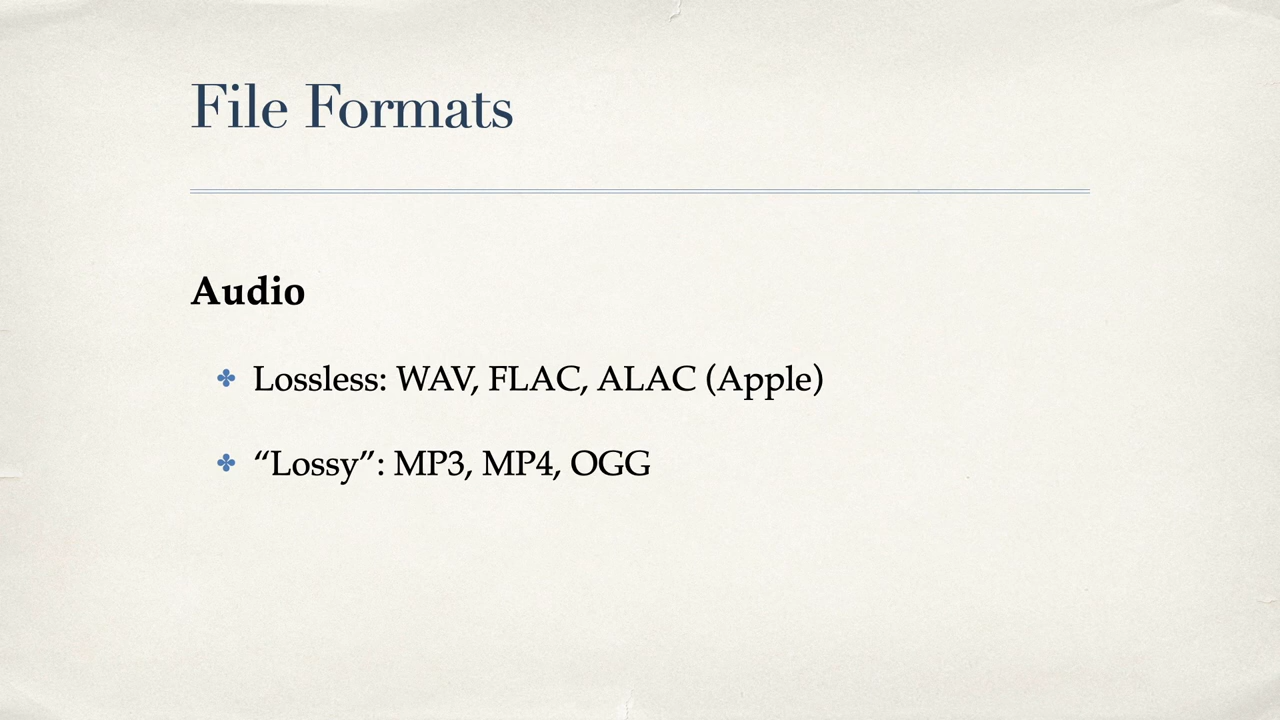 File Formats
Audio
✤ Lossless: WAV, FLAC, ALAC (Apple)
✤ “Lossy”: MP3, MP4, OGG